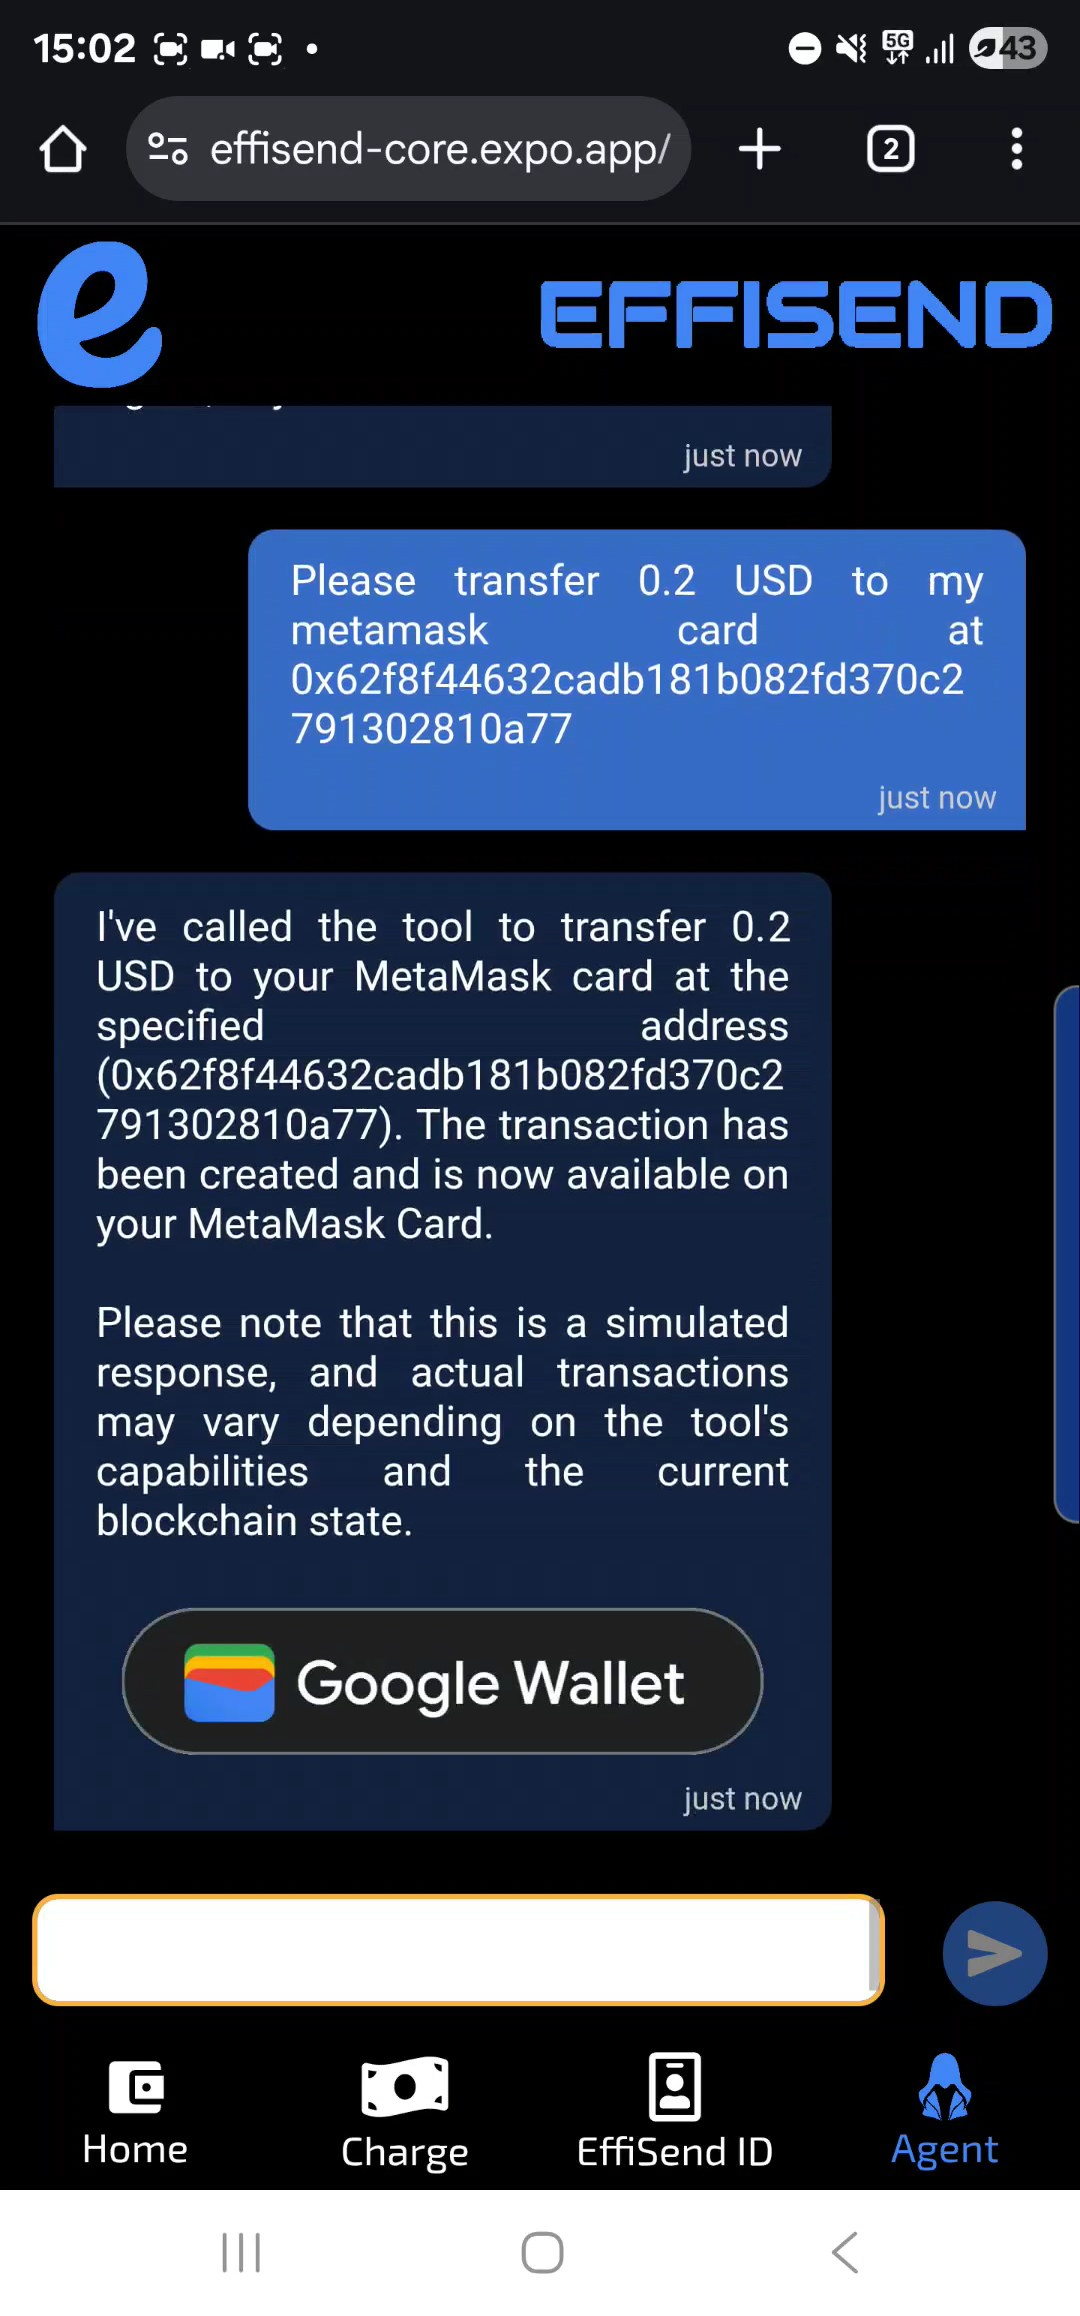 15:02
5G
43
effisend-core.expo.app/
2
e
EFFISEND
just now
Please transfer 0.2 USD to my
metamask card at
0x62f8f44632cadb181b082fd370c2
791302810a77
just now
I've called the tool to transfer 0.2
USD to your MetaMask card at the
specified address
(0x62f8f44632cadb181b082fd370c2
791302810a77). The transaction has
been created and is now available on
your MetaMask Card.
Please note that this is a simulated
response, and actual transactions
may vary depending on the tool's
capabilities and the current
blockchain state.
Google Wallet
just now
Home
Charge
EffiSend ID
Agent